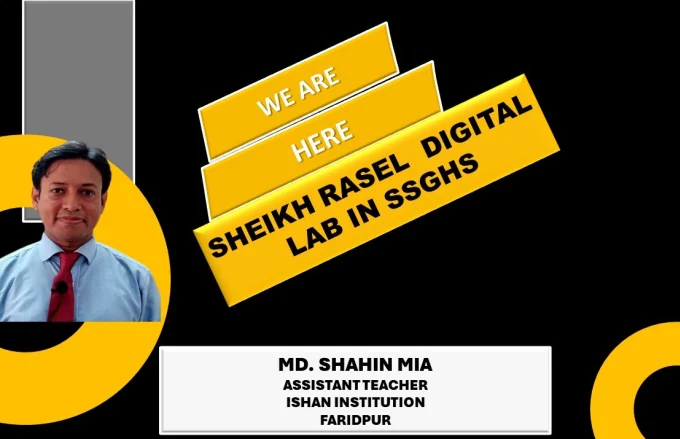 WE ARE
HERE
SHEIKH RASEL DIGITAL
LAB IN SSGHS
MD. SHAHIN MIA
ASSISTANT TEACHER
ISHAN INSTITUTION
FARIDPUR